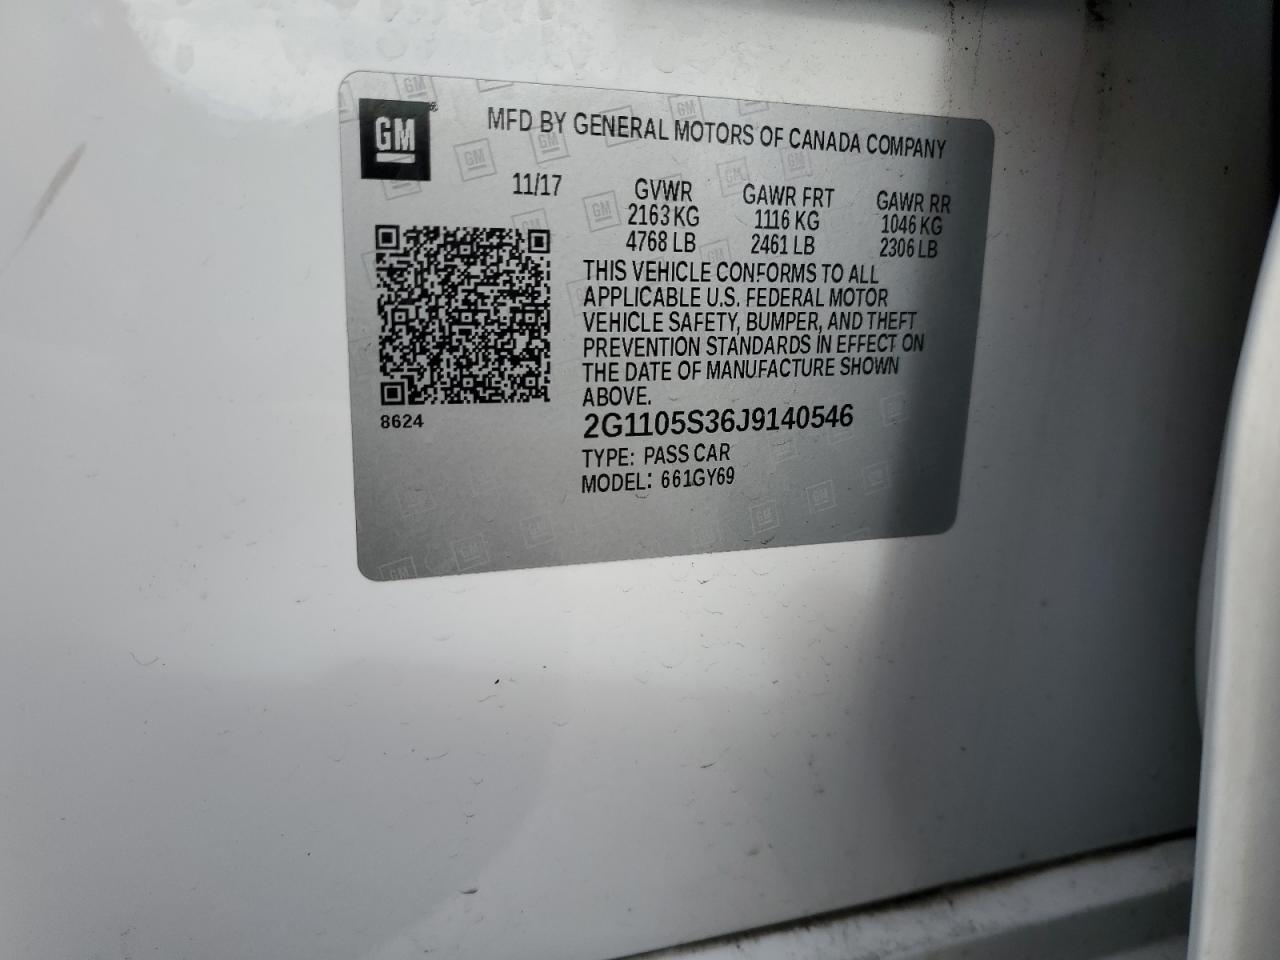 GM
MFD BY GENERAL MOTORS OF CANADA COMPANY
11/17
GVWR GAWR FRT GAWR RR
2163 KG 1116 KG 1046 KG
4768 LB 2461 LB 2306 LB
THIS VEHICLE CONFORMS TO ALL
APPLICABLE U.S. FEDERAL MOTOR
VEHICLE SAFETY, BUMPER, AND THEFT
PREVENTION STANDARDS IN EFFECT ON
THE DATE OF MANUFACTURE SHOWN
ABOVE.
8624
2G1105S36J9140546
TYPE: PASS CAR
MODEL: 661GY69